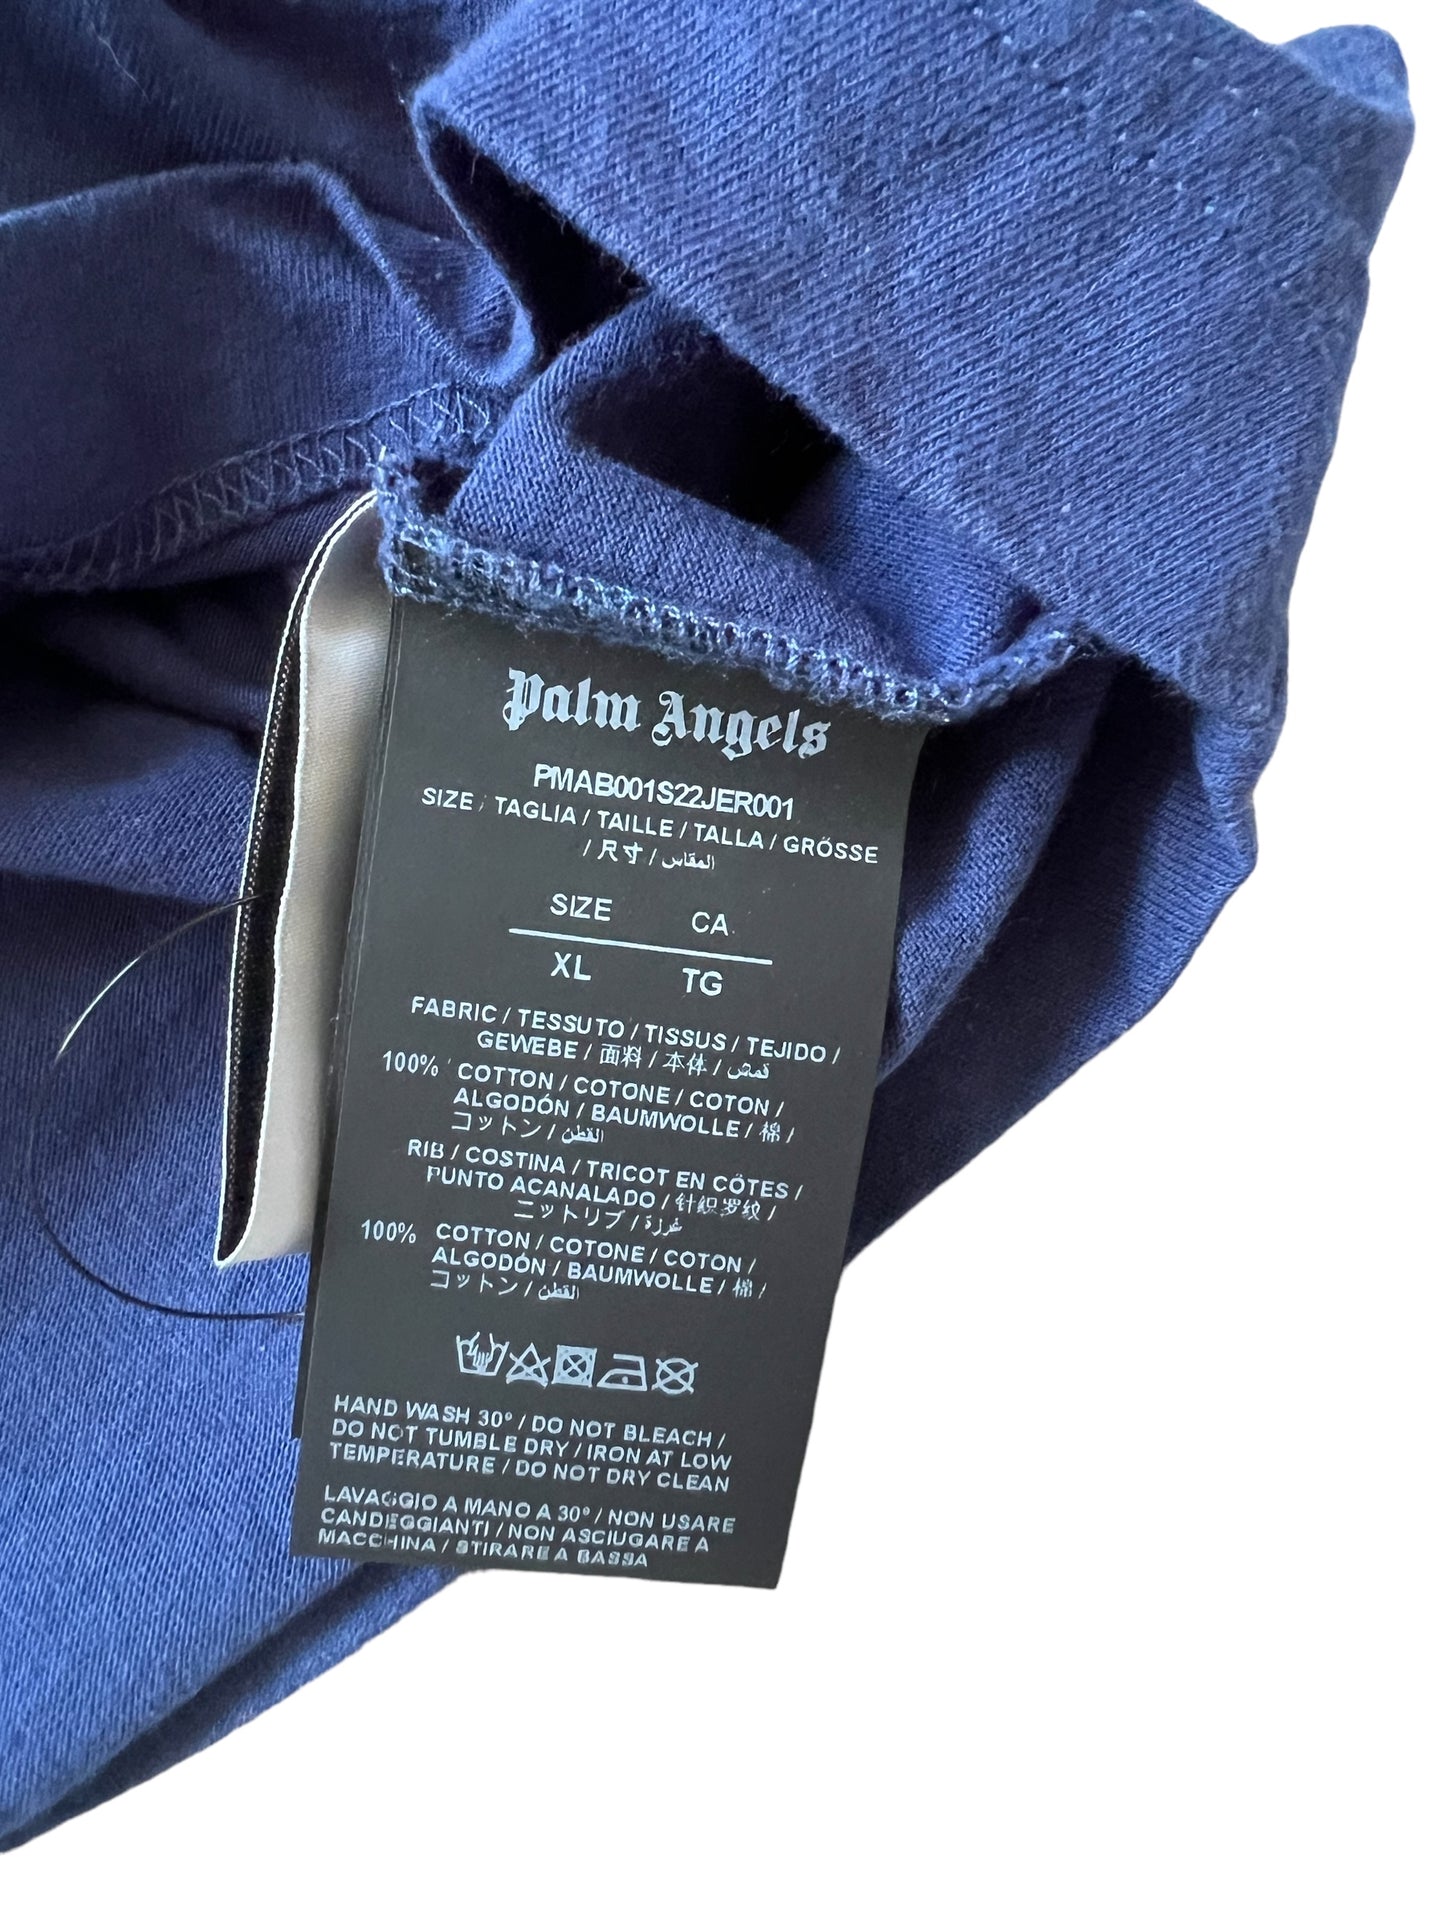 Palm Angels
PMAB001S22JER001
SIZE / TAGLIA / TAILLE / TALLA / GRÖSSE
/ 尺寸 / المقاس
SIZE CA
XL TG
FABRIC / TESSUTO / TISSUS / TEJIDO /
GEWEBE / 面料 / 本体 / قماش
100% COTTON / COTONE / COTON /
ALGODÓN / BAUMWOLLE / 棉 /
コットン / القطن
RIB / COSTINA / TRICOT EN CÔTES /
PUNTO ACANALADO / 针织罗纹 /
ニットリブ / غرزة
100% COTTON / COTONE / COTON /
ALGODÓN / BAUMWOLLE / 棉 /
コットン / القطن
HAND WASH 30° / DO NOT BLEACH /
DO NOT TUMBLE DRY / IRON AT LOW
TEMPERATURE / DO NOT DRY CLEAN
LAVAGGIO A MANO A 30° / NON USARE
CANDEGGIANTI / NON ASCIUGARE A
MACCHINA / STIRARE A BASSA